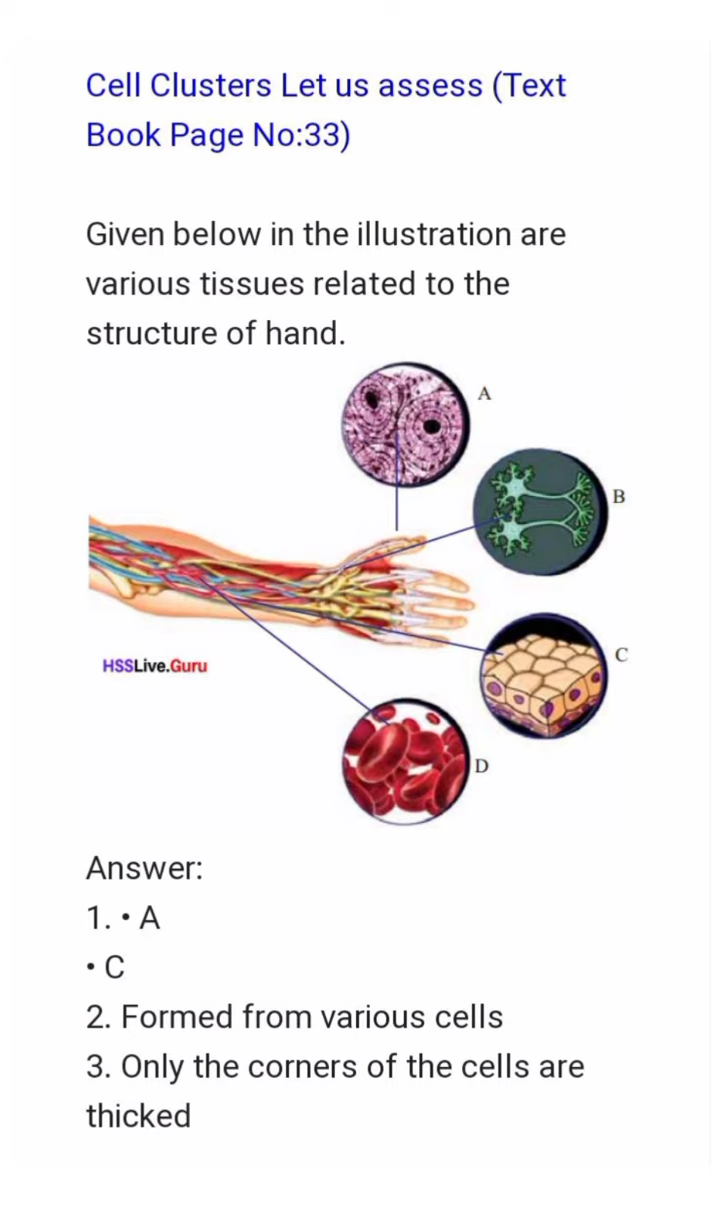 Cell Clusters Let us assess (Text
Book Page No:33)
Given below in the illustration are
various tissues related to the
structure of hand.
A
B
C
HSSLive.Guru
D
Answer:
1. • A
• C
2. Formed from various cells
3. Only the corners of the cells are
thicked